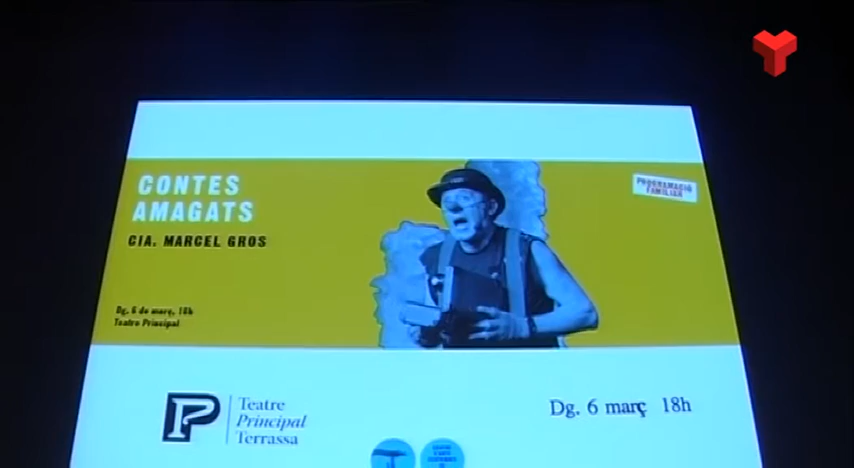 CONTES
AMAGATS
CIA. MARCEL GROS
PROGRAMACIÓ
FAMILIAR
Dg. 6 de març, 18h
Teatre Principal
P
Teatre
Principal
Terrassa
Dg. 6 març 18h